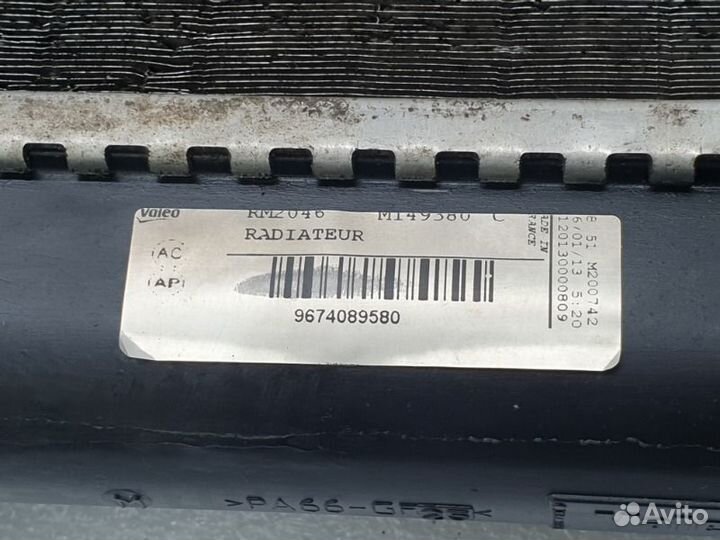 Valeo
RM2046 M149380 C
RADIATEUR
AC
AP
9674089580
MADE IN
FRANCE
8 51 M200742
6/01/13 5:20
120130000809
>PA66-GF
Avito